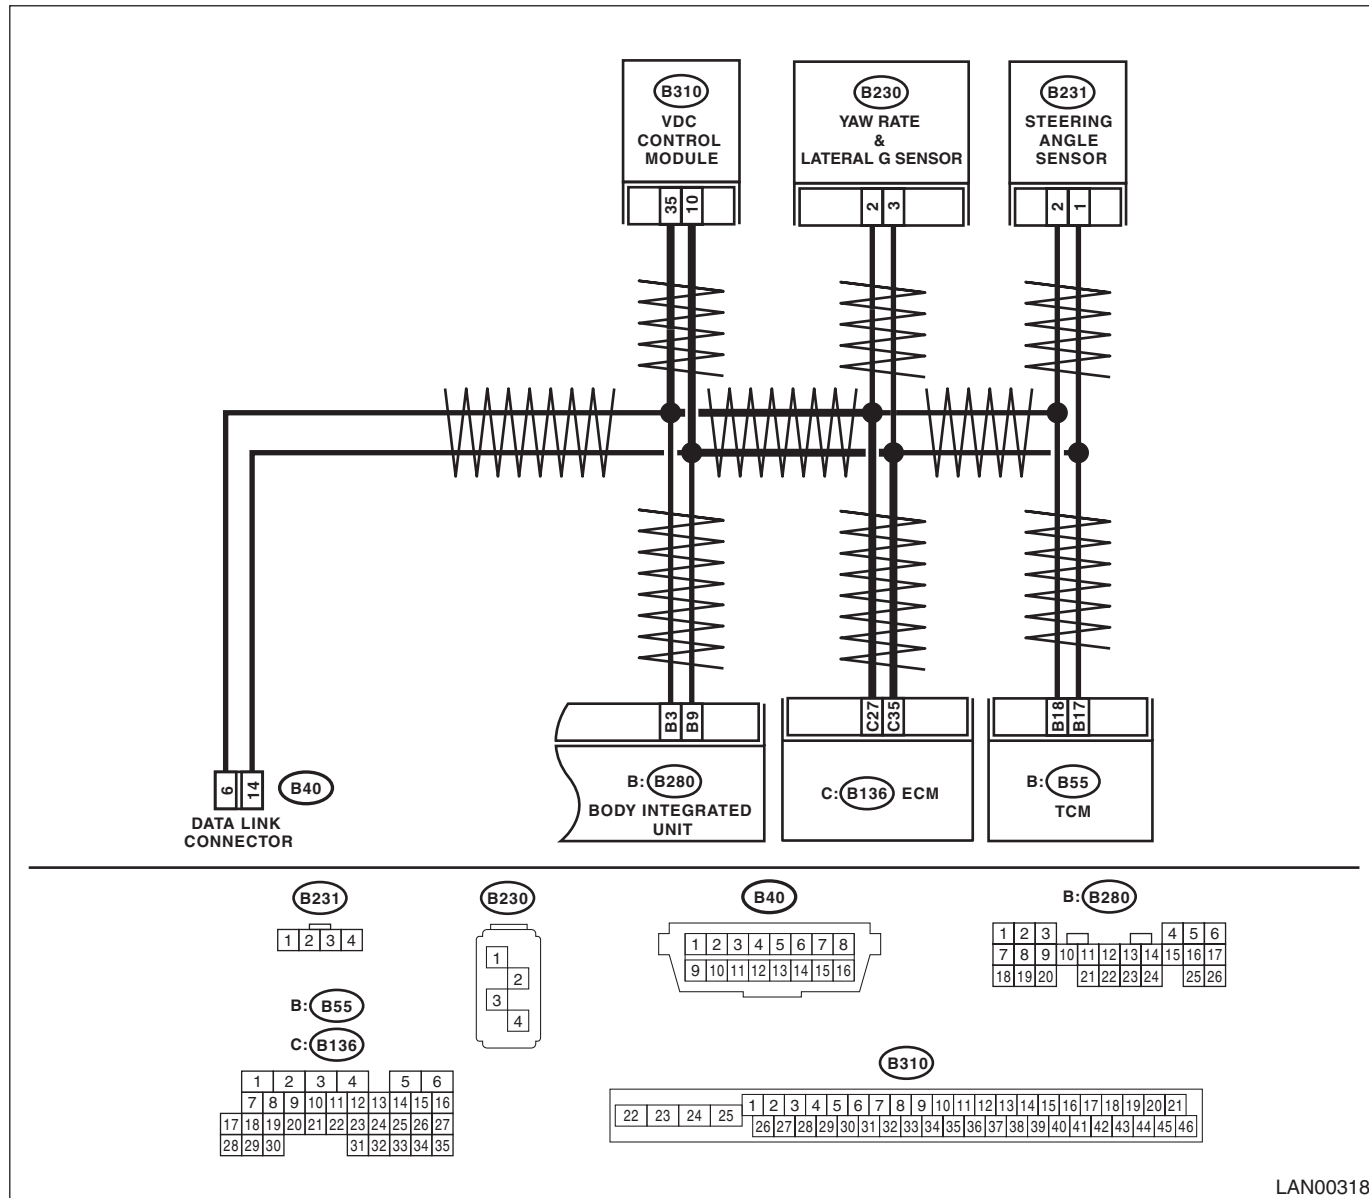 B310
VDC
CONTROL
MODULE
35 10
B230
YAW RATE
&
LATERAL G SENSOR
2 3
B231
STEERING
ANGLE
SENSOR
2 1
6 14
B40
DATA LINK
CONNECTOR
B3 B9
B: B280
BODY INTEGRATED
UNIT
C27 C35
C: B136 ECM
B18 B17
B: B55
TCM
B231
1 2 3 4
B: B55
C: B136
1 2 3 4 5 6
7 8 9 10 11 12 13 14 15 16
17 18 19 20 21 22 23 24 25 26 27
28 29 30 31 32 33 34 35
B230
1
2
3
4
B40
1 2 3 4 5 6 7 8
9 10 11 12 13 14 15 16
B: B280
1 2 3 4 5 6
7 8 9 10 11 12 13 14 15 16 17
18 19 20 21 22 23 24 25 26
B310
22 23 24 25 1 2 3 4 5 6 7 8 9 10 11 12 13 14 15 16 17 18 19 20 21
26 27 28 29 30 31 32 33 34 35 36 37 38 39 40 41 42 43 44 45 46
LAN00318